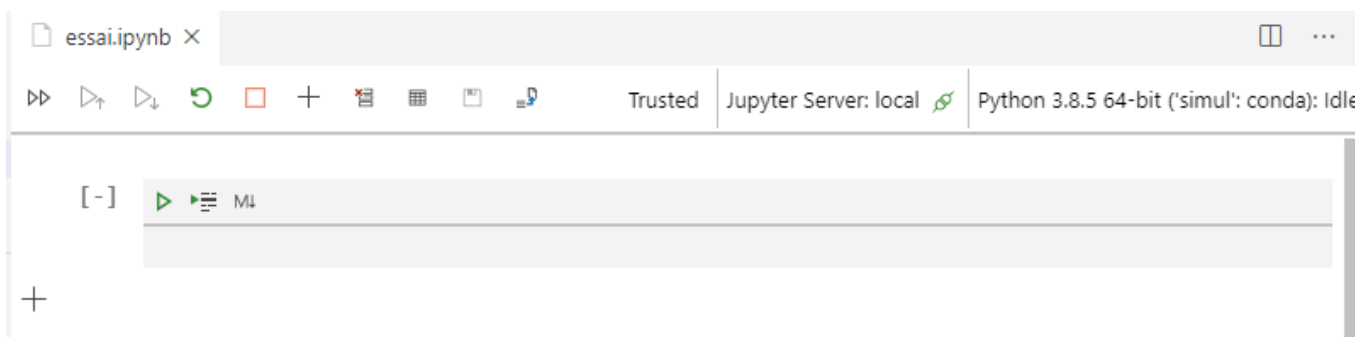 essai.ipynb
Trusted Jupyter Server: local Python 3.8.5 64-bit ('simul': conda): Idle
[-] M↓